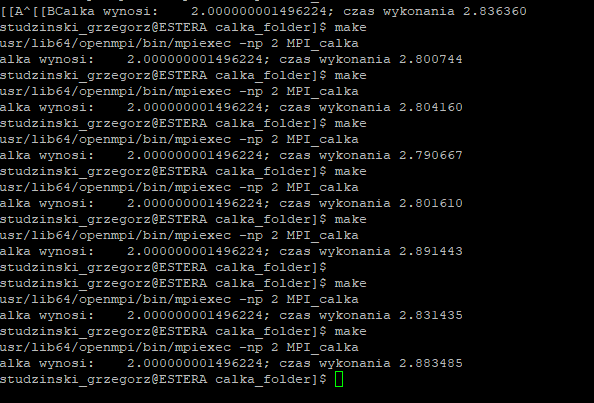 [[A^[[BCalka wynosi:     2.000000001496224; czas wykonania 2.836360
studzinski_grzegorz@ESTERA calka_folder]$ make
usr/lib64/openmpi/bin/mpiexec -np 2 MPI_calka
alka wynosi:    2.000000001496224; czas wykonania 2.800744
studzinski_grzegorz@ESTERA calka_folder]$ make
usr/lib64/openmpi/bin/mpiexec -np 2 MPI_calka
alka wynosi:    2.000000001496224; czas wykonania 2.804160
studzinski_grzegorz@ESTERA calka_folder]$ make
usr/lib64/openmpi/bin/mpiexec -np 2 MPI_calka
alka wynosi:    2.000000001496224; czas wykonania 2.790667
studzinski_grzegorz@ESTERA calka_folder]$ make
usr/lib64/openmpi/bin/mpiexec -np 2 MPI_calka
alka wynosi:    2.000000001496224; czas wykonania 2.801610
studzinski_grzegorz@ESTERA calka_folder]$ make
usr/lib64/openmpi/bin/mpiexec -np 2 MPI_calka
alka wynosi:    2.000000001496224; czas wykonania 2.891443
studzinski_grzegorz@ESTERA calka_folder]$
studzinski_grzegorz@ESTERA calka_folder]$ make
usr/lib64/openmpi/bin/mpiexec -np 2 MPI_calka
alka wynosi:    2.000000001496224; czas wykonania 2.831435
studzinski_grzegorz@ESTERA calka_folder]$ make
usr/lib64/openmpi/bin/mpiexec -np 2 MPI_calka
alka wynosi:    2.000000001496224; czas wykonania 2.883485
studzinski_grzegorz@ESTERA calka_folder]$